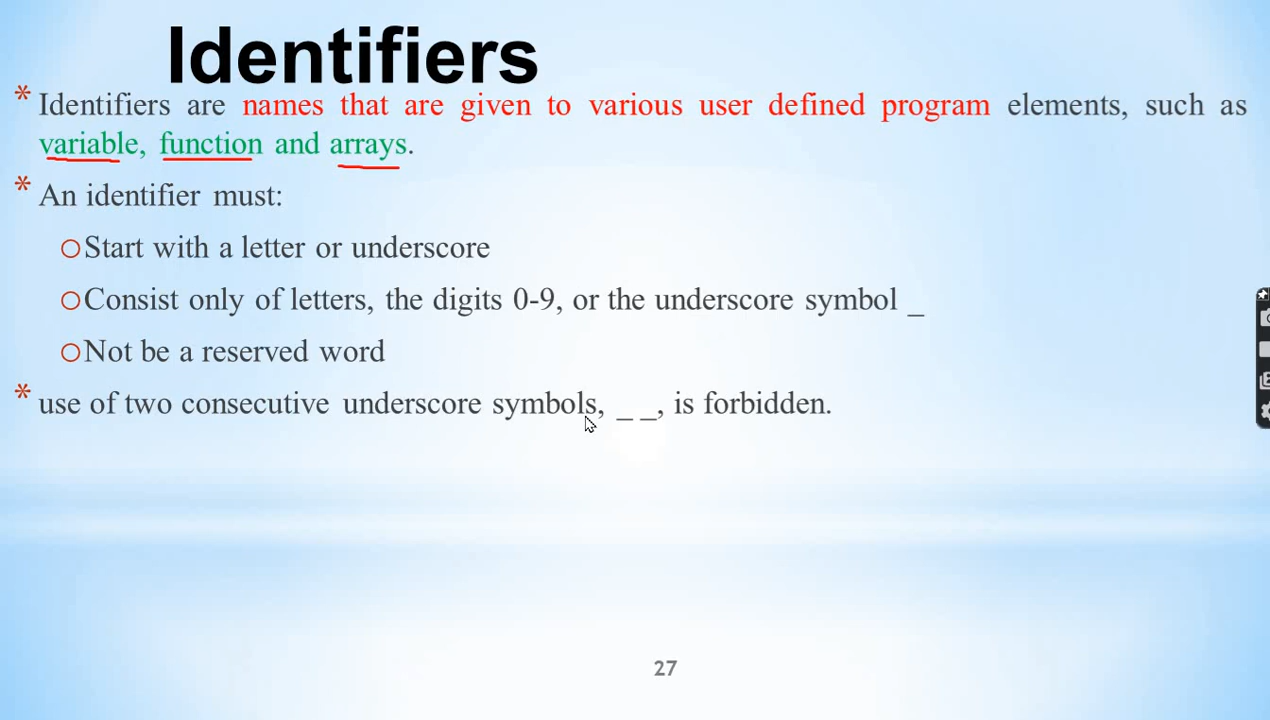 Identifiers
* Identifiers are names that are given to various user defined program elements, such as
variable, function and arrays.
* An identifier must:
o Start with a letter or underscore
o Consist only of letters, the digits 0-9, or the underscore symbol _
o Not be a reserved word
* use of two consecutive underscore symbols, _ _, is forbidden.
27